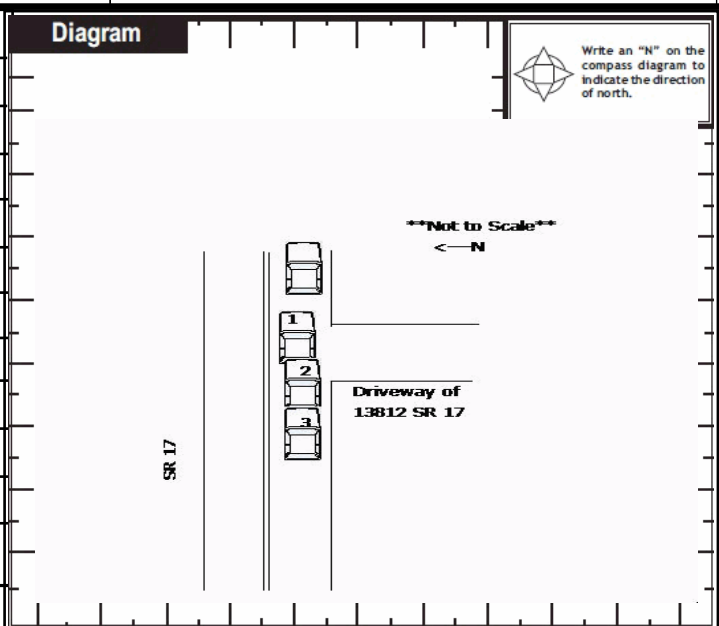 Diagram
Write an “N” on the
compass diagram to
indicate the direction
of north.
**Not to Scale**
<—N
1
2
3
Driveway of
13812 SR 17
SR 17